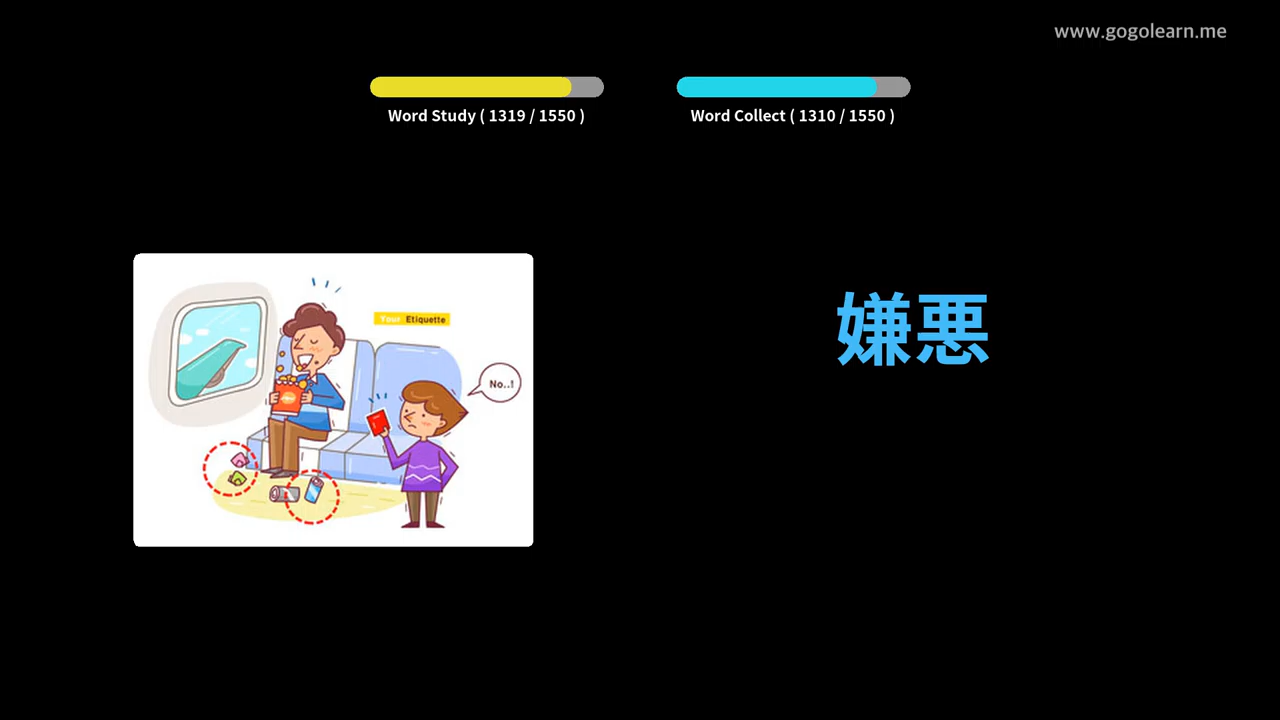 www.gogolearn.me
Word Study ( 1319 / 1550 )
Word Collect ( 1310 / 1550 )
Your Etiquette
No..!
嫌悪